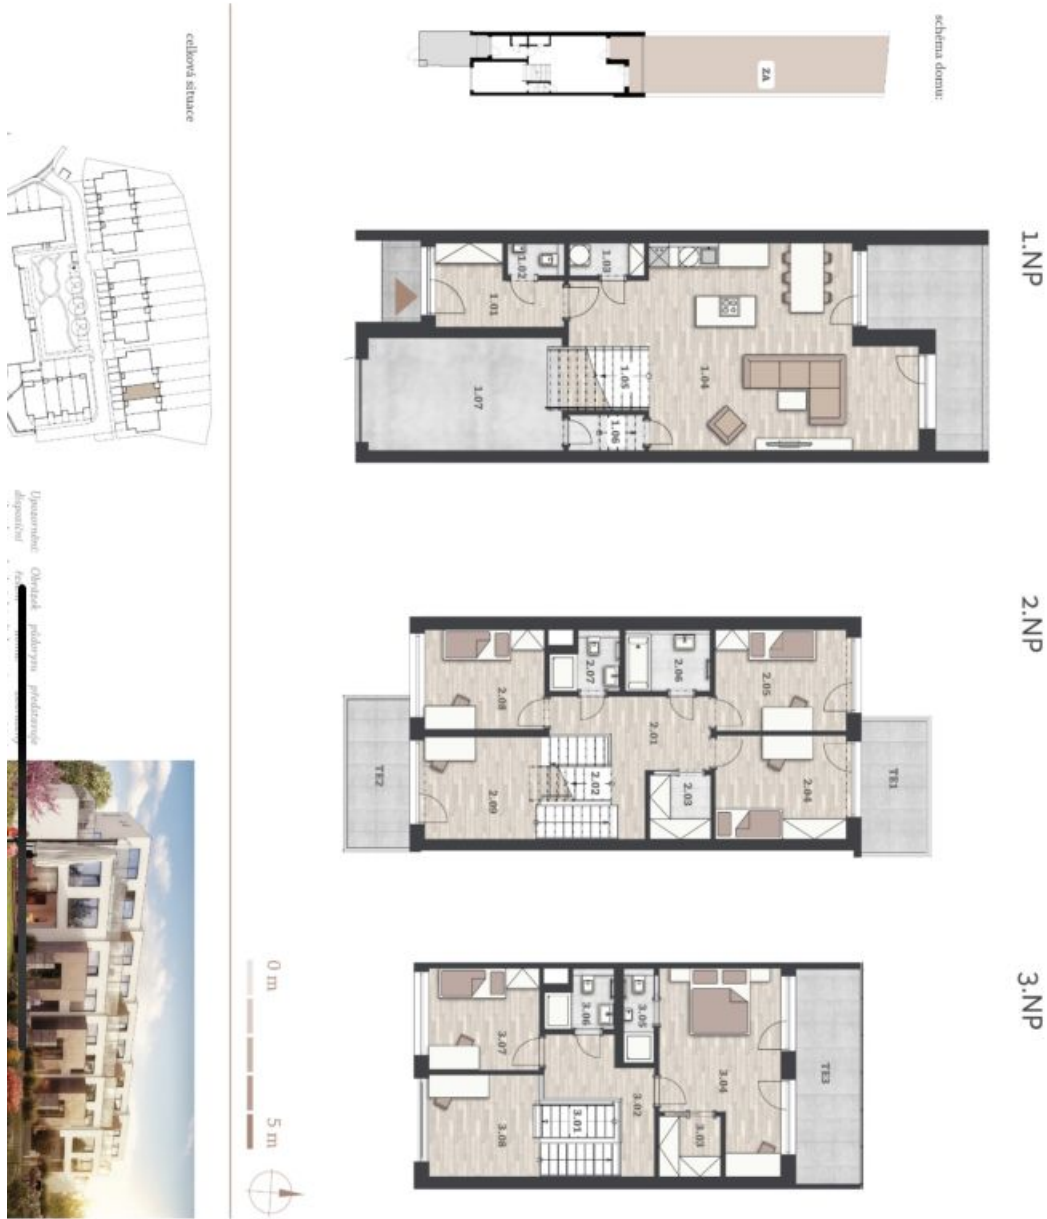 schéma domu:
ZA
celková situace
1.NP
1.01
1.02
1.03
1.04
1.05
1.06
1.07
2.NP
2.01
2.02
2.03
2.04
2.05
2.06
2.07
2.08
2.09
TE1
TE2
3.NP
3.01
3.02
3.03
3.04
3.05
3.06
3.07
3.08
TE3
0 m
5 m
Upozornění: Obrázek půdorysu představuje
dispoziční